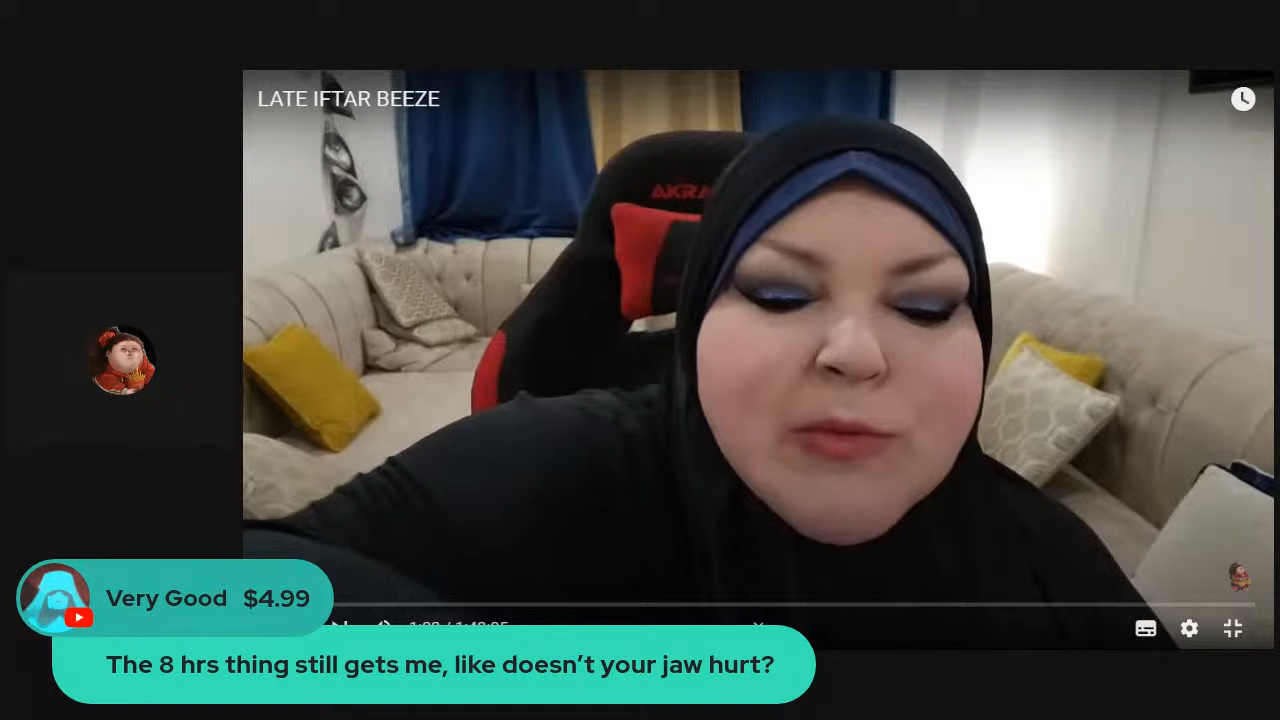 LATE IFTAR BEEZE
AKRA
Very Good $4.99
The 8 hrs thing still gets me, like doesn’t your jaw hurt?